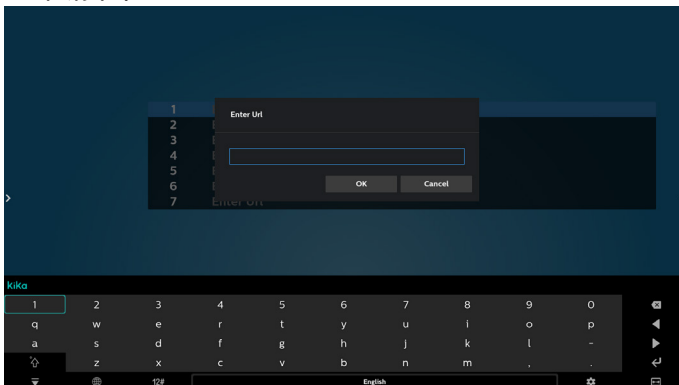 1
2
3
4
5
6
7 Enter Url
Enter Url
OK Cancel
kika
1 2 3 4 5 6 7 8 9 0
q w e r t y u i o p
a s d f g h j k l -
z x c v b n m , .
12# English